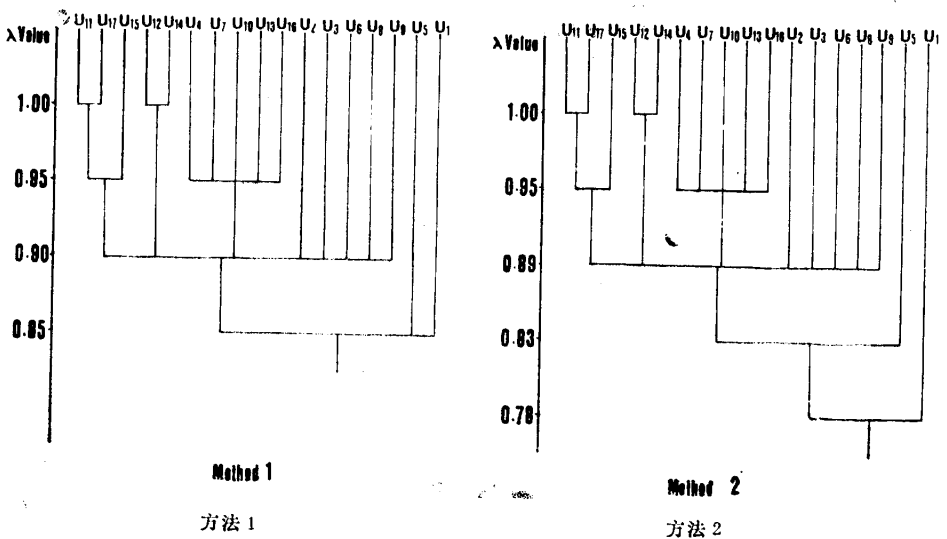 λ Value U11 U17 U15 U12 U14 U4 U7 U10 U13 U16 U2 U3 U6 U8 U9 U5 U1
1.00
0.95
0.90
0.85
Method 1
方法 1
λ Value U11 U17 U15 U12 U14 U4 U7 U10 U13 U16 U2 U3 U6 U8 U9 U5 U1
1.00
0.95
0.89
0.83
0.78
Method 2
方法 2